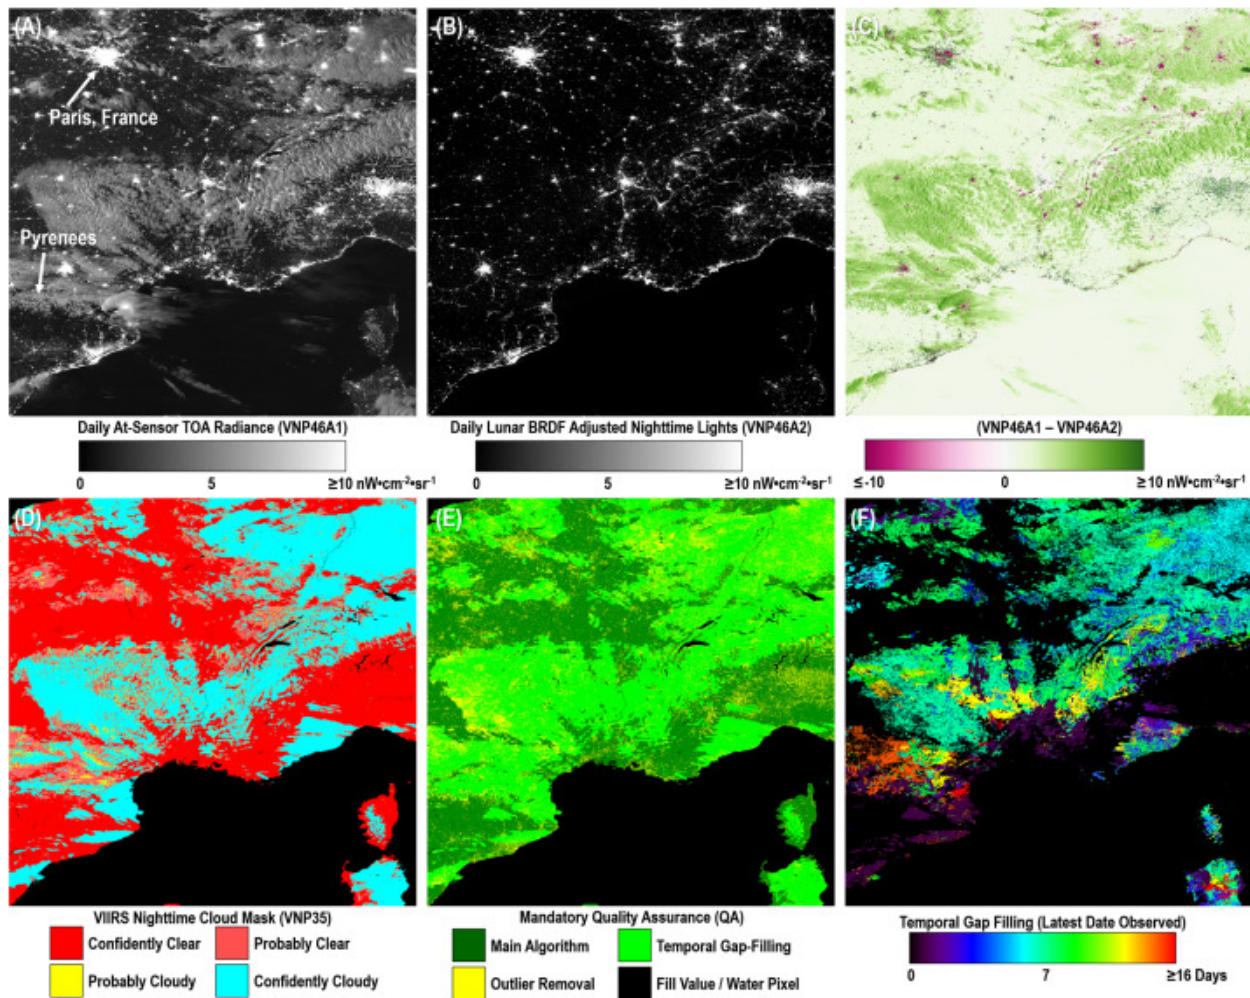 (A)
(B)
(C)
Paris, France
Pyrenees
Daily At-Sensor TOA Radiance (VNP46A1)
0 5 ≥10 nW•cm⁻²•sr⁻¹
Daily Lunar BRDF Adjusted Nighttime Lights (VNP46A2)
0 5 ≥10 nW•cm⁻²•sr⁻¹
(VNP46A1 – VNP46A2)
≤-10 0 ≥10 nW•cm⁻²•sr⁻¹
(D)
(E)
(F)
VIIRS Nighttime Cloud Mask (VNP35)
Confidently Clear Probably Clear
Probably Cloudy Confidently Cloudy
Mandatory Quality Assurance (QA)
Main Algorithm Temporal Gap-Filling
Outlier Removal Fill Value / Water Pixel
Temporal Gap Filling (Latest Date Observed)
0 7 ≥16 Days